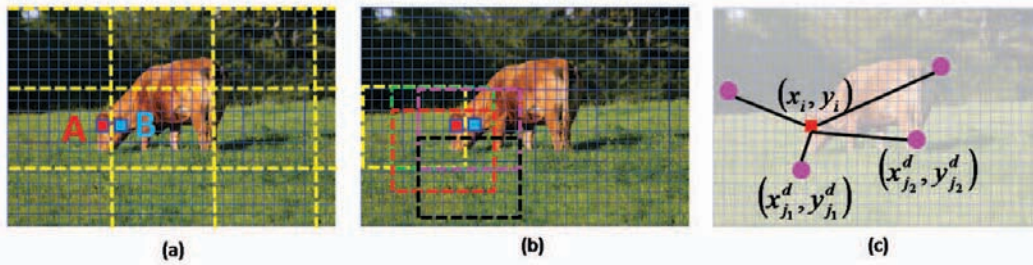 A B
(x_i, y_i)
(x^d_{j_2}, y^d_{j_2})
(x^d_{j_1}, y^d_{j_1})
(a) (b) (c)